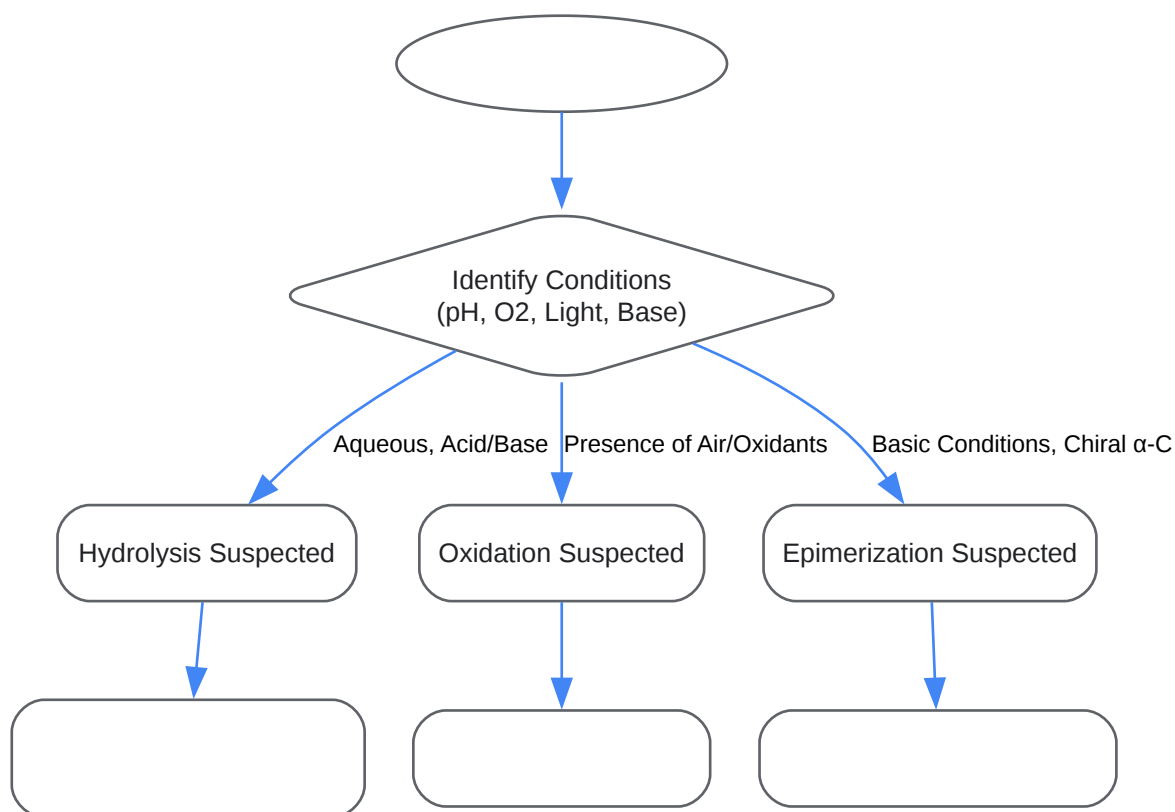 Identify Conditions
(pH, O2, Light, Base)
Aqueous, Acid/Base
Presence of Air/Oxidants
Basic Conditions, Chiral α-C
Hydrolysis Suspected
Oxidation Suspected
Epimerization Suspected